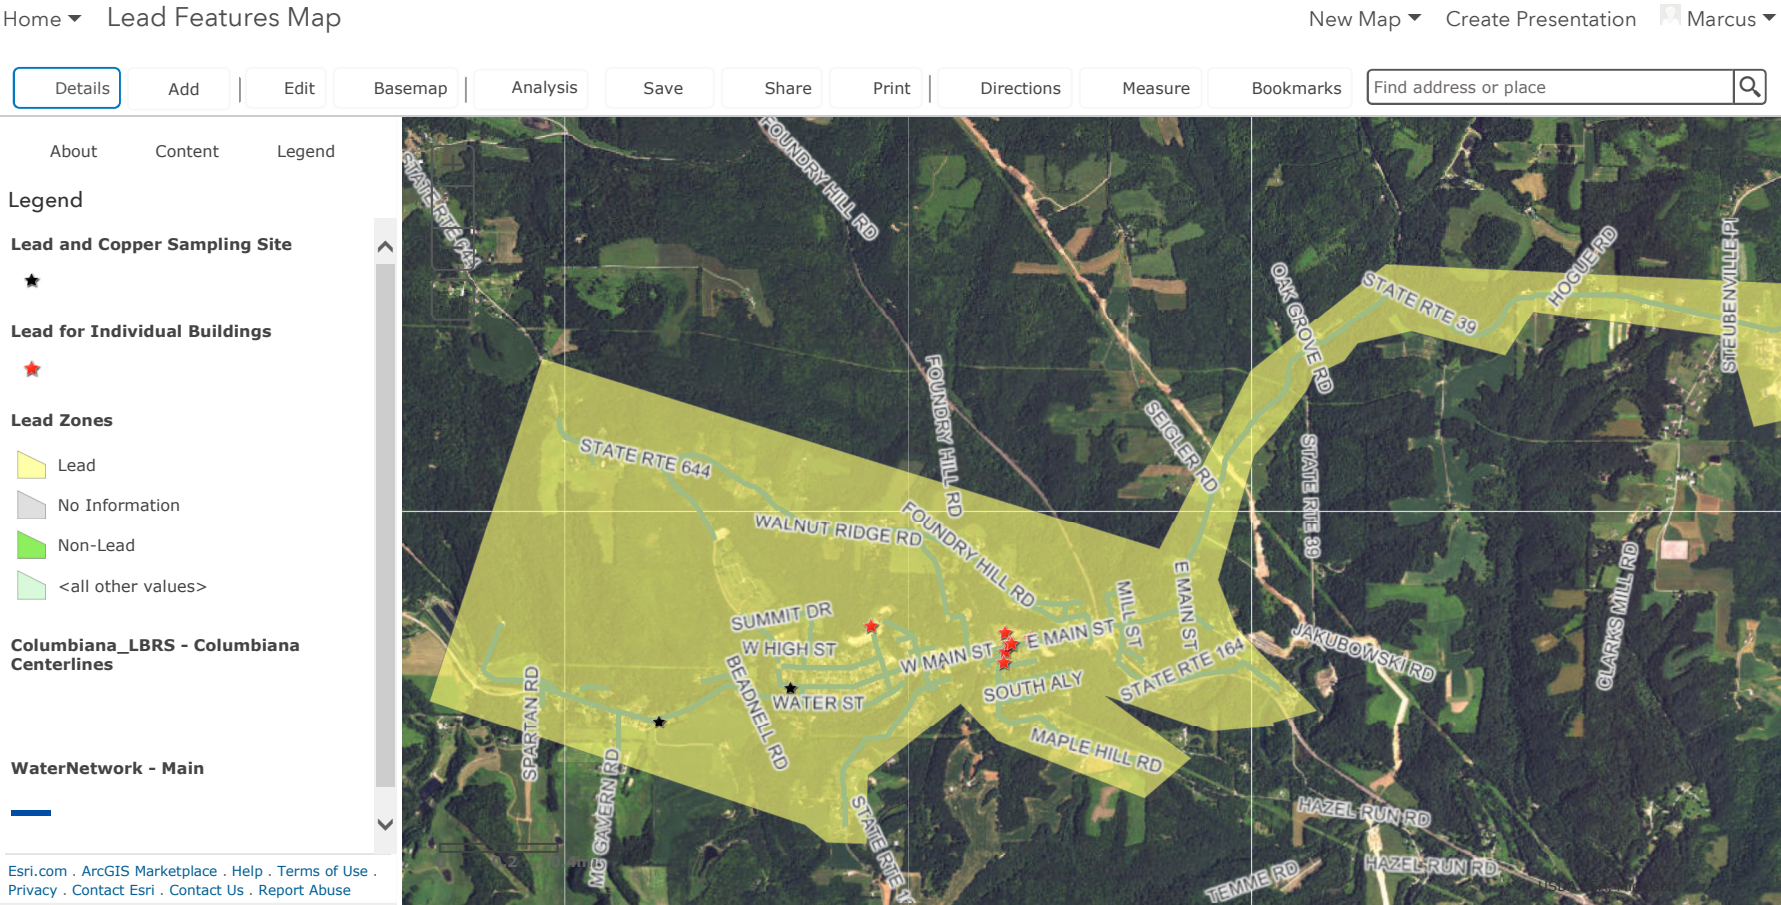 Home
Lead Features Map
New Map
Create Presentation
Marcus
Details
Add
Edit
Basemap
Analysis
Save
Share
Print
Directions
Measure
Bookmarks
Find address or place
About
Content
Legend
Legend
Lead and Copper Sampling Site
Lead for Individual Buildings
Lead Zones
Lead
No Information
Non-Lead
<all other values>
Columbiana_LBRS - Columbiana
Centerlines
WaterNetwork - Main
Esri.com . ArcGIS Marketplace . Help . Terms of Use .
Privacy . Contact Esri . Contact Us . Report Abuse
FOUNDRY HILL RD
HOGUE RD
OAK GROVE RD
STATE RTE 39
STEUBENVILLE PI
FOUNDRY HILL RD
SEIGLER RD
STATE RTE 644
STATE RTE 39
WALNUT RIDGE RD
FOUNDRY HILL RD
E MAIN ST
MILL ST
CLARKS MILL RD
SUMMIT DR
W HIGH ST
W MAIN ST
E MAIN ST
JAKUBOWSKI RD
STATE RTE 164
SOUTH ALY
BEADNELL RD
WATER ST
SPARTAN RD
MAPLE HILL RD
MC GAVERN RD
STATE RTE
HAZEL RUN RD
HAZEL RUN RD
TEMME RD
0.2